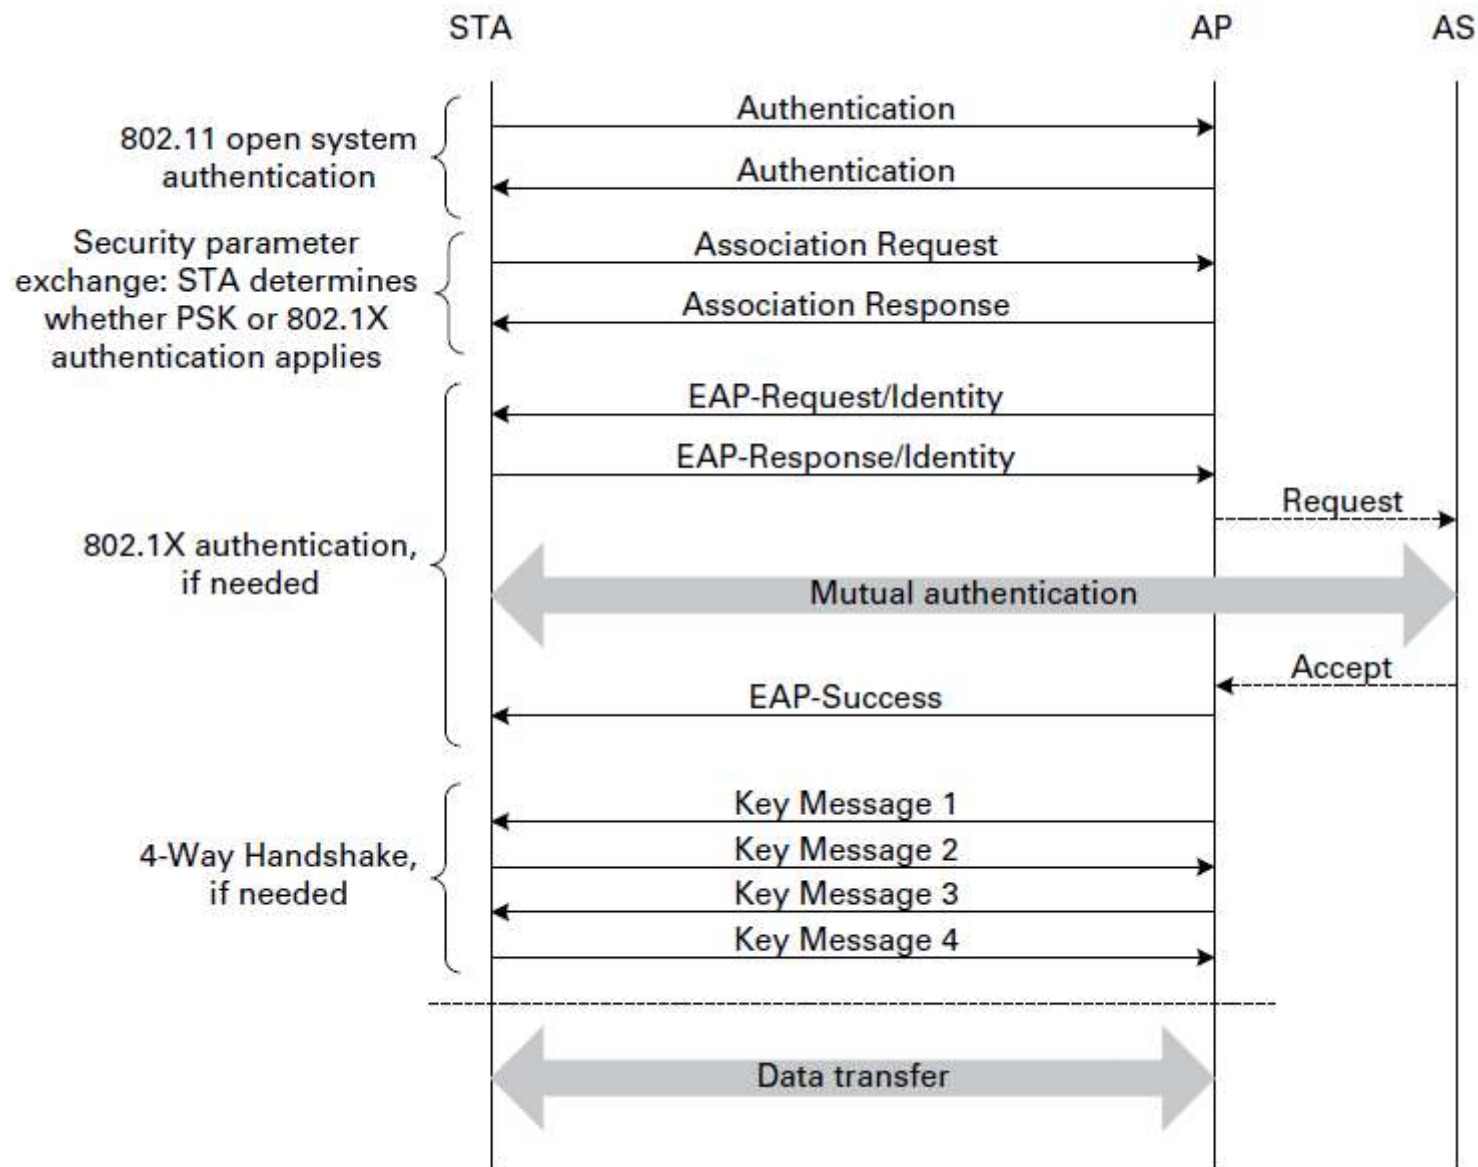 STA AP AS
Authentication
802.11 open system
authentication
Authentication
Security parameter
exchange: STA determines
whether PSK or 802.1X
authentication applies
Association Request
Association Response
EAP-Request/Identity
EAP-Response/Identity
Request
802.1X authentication,
if needed
Mutual authentication
Accept
EAP-Success
Key Message 1
4-Way Handshake,
if needed
Key Message 2
Key Message 3
Key Message 4
Data transfer